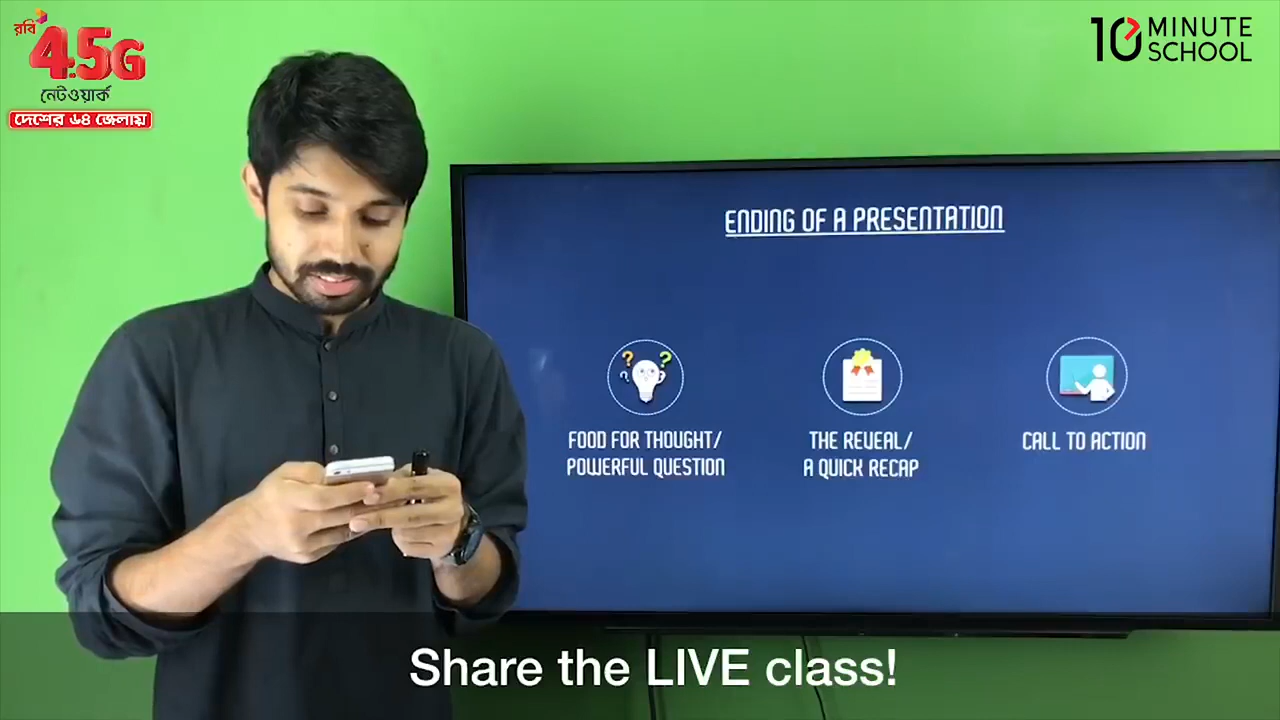 রবি
4.5G
নেটওয়ার্ক
দেশের ৬৪ জেলায়
10 MINUTE
SCHOOL
ENDING OF A PRESENTATION
FOOD FOR THOUGHT/
POWERFUL QUESTION
THE REVEAL/
A QUICK RECAP
CALL TO ACTION
Share the LIVE class!